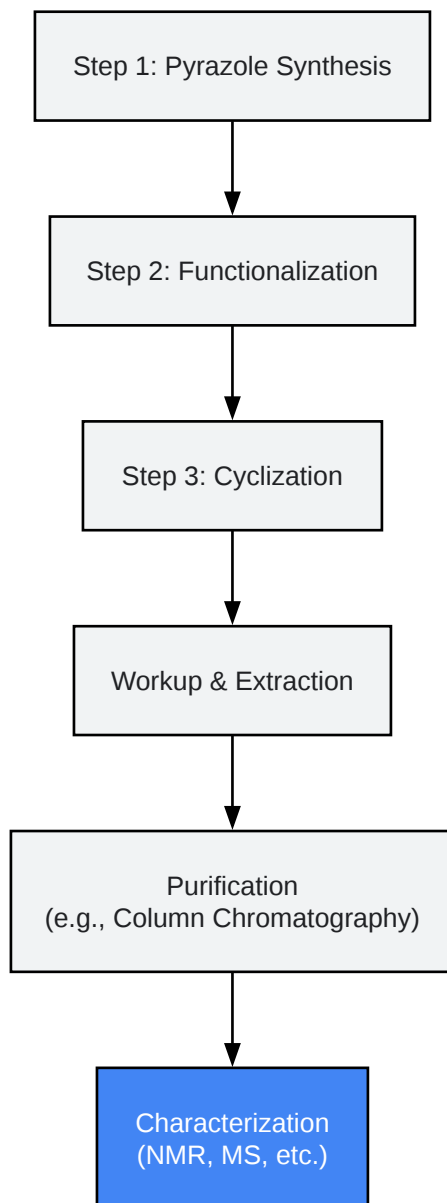 Step 1: Pyrazole Synthesis
Step 2: Functionalization
Step 3: Cyclization
Workup & Extraction
Purification
(e.g., Column Chromatography)
Characterization
(NMR, MS, etc.)